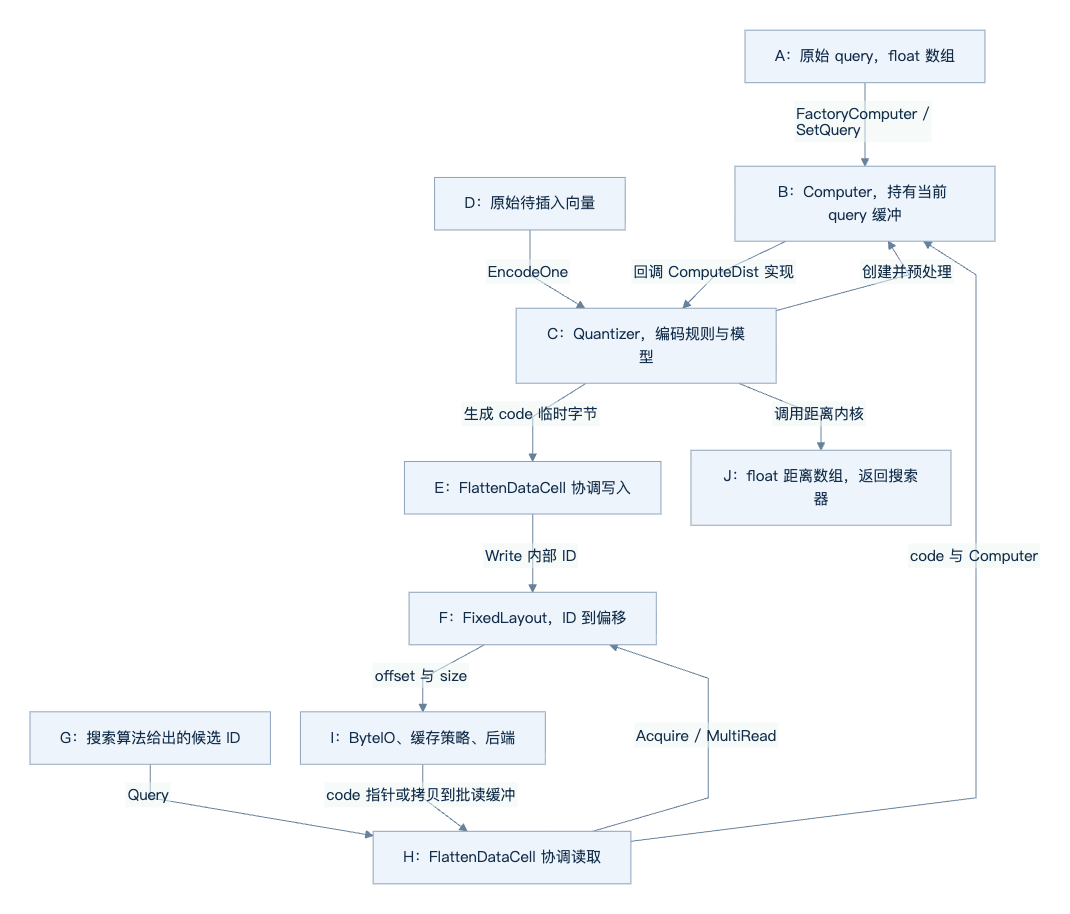 A：原始 query，float 数组
FactoryComputer /
SetQuery
B：Computer，持有当前
query 缓冲
D：原始待插入向量
EncodeOne
回调 ComputeDist 实现
创建并预处理
C：Quantizer，编码规则与模
型
生成 code 临时字节
调用距离内核
E：FlattenDataCell 协调写入
J：float 距离数组，返回搜索
器
Write 内部 ID
code 与 Computer
F：FixedLayout，ID 到偏移
offset 与 size
G：搜索算法给出的候选 ID
I：ByteIO、缓存策略、后端
Acquire / MultiRead
Query
code 指针或拷贝到批读缓冲
H：FlattenDataCell 协调读取